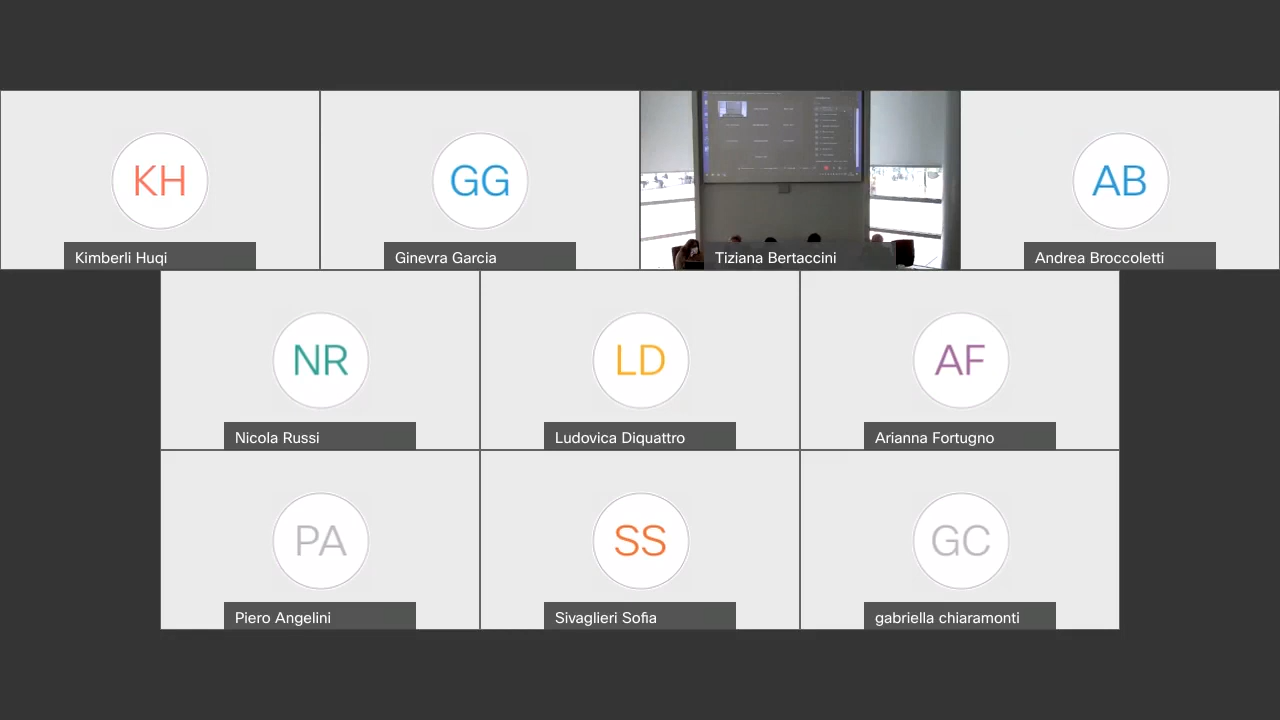 KH
Kimberli Huqi
GG
Ginevra Garcia
Tiziana Bertaccini
AB
Andrea Broccoletti
NR
Nicola Russi
LD
Ludovica Diquattro
AF
Arianna Fortugno
PA
Piero Angelini
SS
Sivaglieri Sofia
GC
gabriella chiaramonti